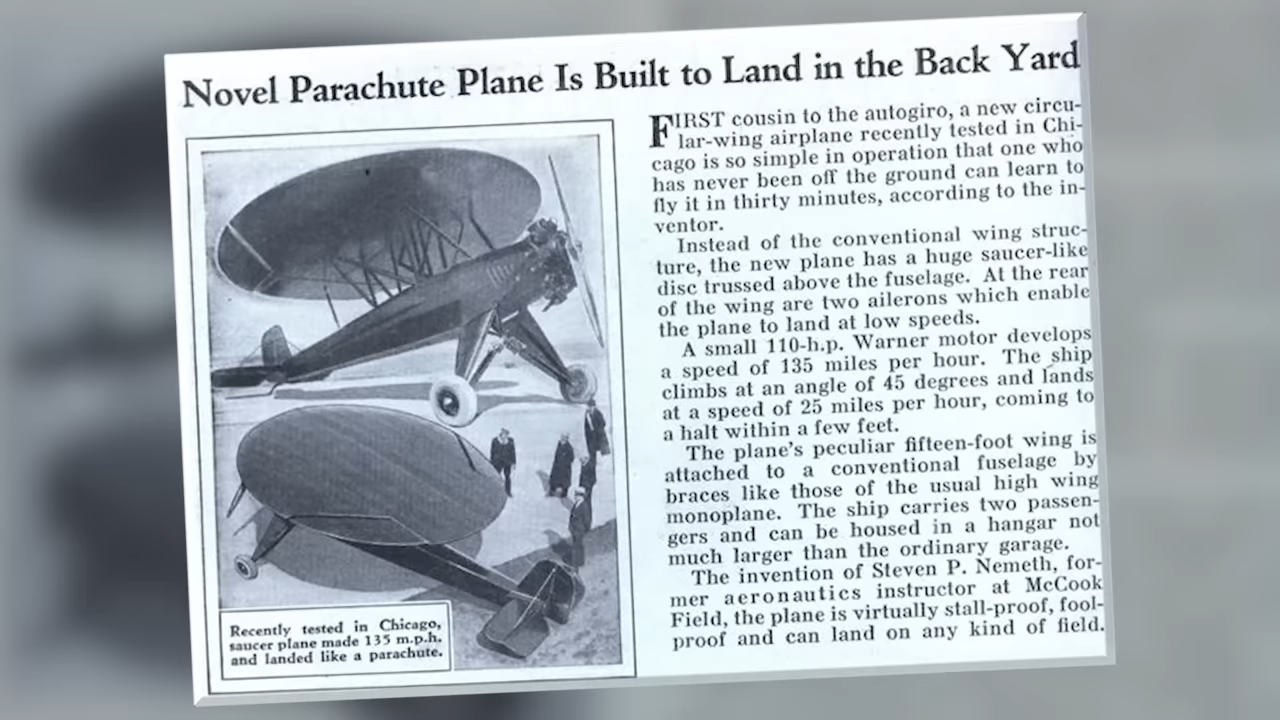 Novel Parachute Plane Is Built to Land in the Back Yard
Recently tested in Chicago,
saucer plane made 135 m.p.h.
and landed like a parachute.
FIRST cousin to the autogiro, a new circu-
lar-wing airplane recently tested in Chi-
cago is so simple in operation that one who
has never been off the ground can learn to
fly it in thirty minutes, according to the in-
ventor.
Instead of the conventional wing struc-
ture, the new plane has a huge saucer-like
disc trussed above the fuselage. At the rear
of the wing are two ailerons which enable
the plane to land at low speeds.
A small 110-h.p. Warner motor develops
a speed of 135 miles per hour. The ship
climbs at an angle of 45 degrees and lands
at a speed of 25 miles per hour, coming to
a halt within a few feet.
The plane's peculiar fifteen-foot wing is
attached to a conventional fuselage by
braces like those of the usual high wing
monoplane. The ship carries two passen-
gers and can be housed in a hangar not
much larger than the ordinary garage.
The invention of Steven P. Nemeth, for-
mer aeronautics instructor at McCook
Field, the plane is virtually stall-proof, fool-
proof and can land on any kind of field.